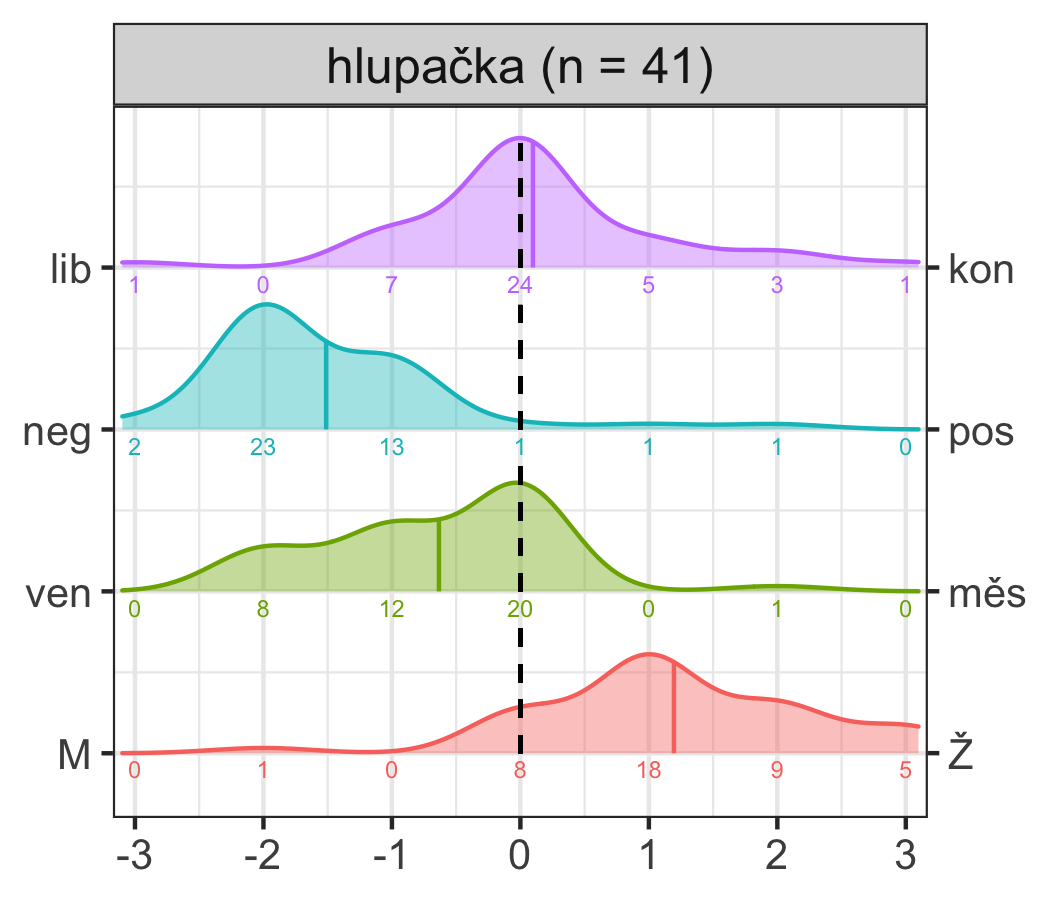 hlupačka (n = 41)
lib kon
1 0 7 24 5 3 1
neg pos
2 23 13 1 1 1 0
ven měs
0 8 12 20 0 1 0
M Ž
0 1 0 8 18 9 5
-3 -2 -1 0 1 2 3